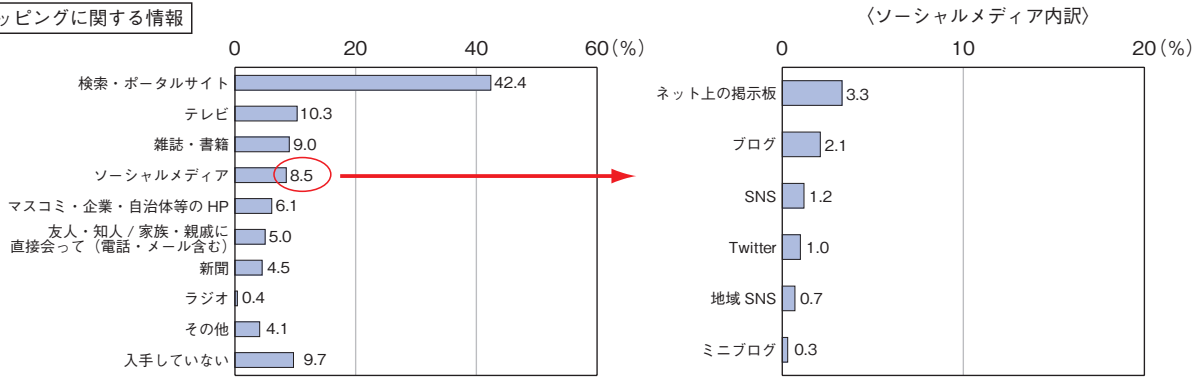 ッピングに関する情報
0 20 40 60(%)
検索・ポータルサイト 42.4
テレビ 10.3
雑誌・書籍 9.0
ソーシャルメディア 8.5
マスコミ・企業・自治体等の HP 6.1
友人・知人 / 家族・親戚に
直接会って（電話・メール含む） 5.0
新聞 4.5
ラジオ 0.4
その他 4.1
入手していない 9.7
〈ソーシャルメディア内訳〉
0 10 20(%)
ネット上の掲示板 3.3
ブログ 2.1
SNS 1.2
Twitter 1.0
地域 SNS 0.7
ミニブログ 0.3